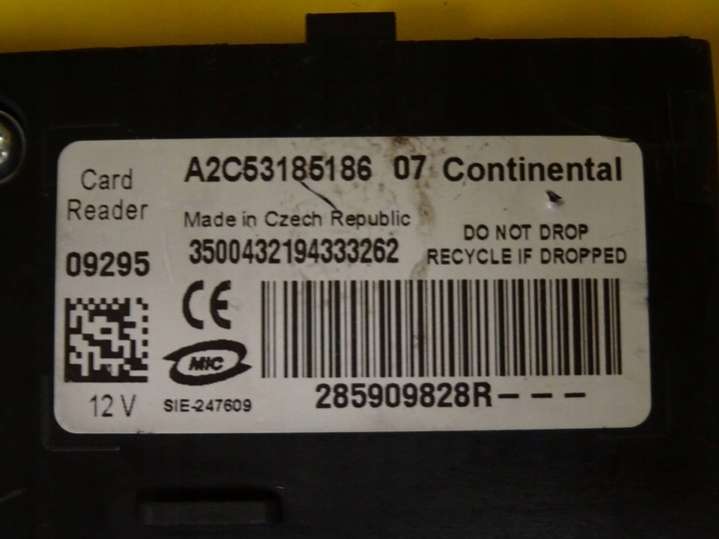 Card
Reader
A2C53185186 07 Continental
Made in Czech Republic
3500432194333262
DO NOT DROP
RECYCLE IF DROPPED
09295
CE
MIC
12 V
SIE-247609
285909828R---